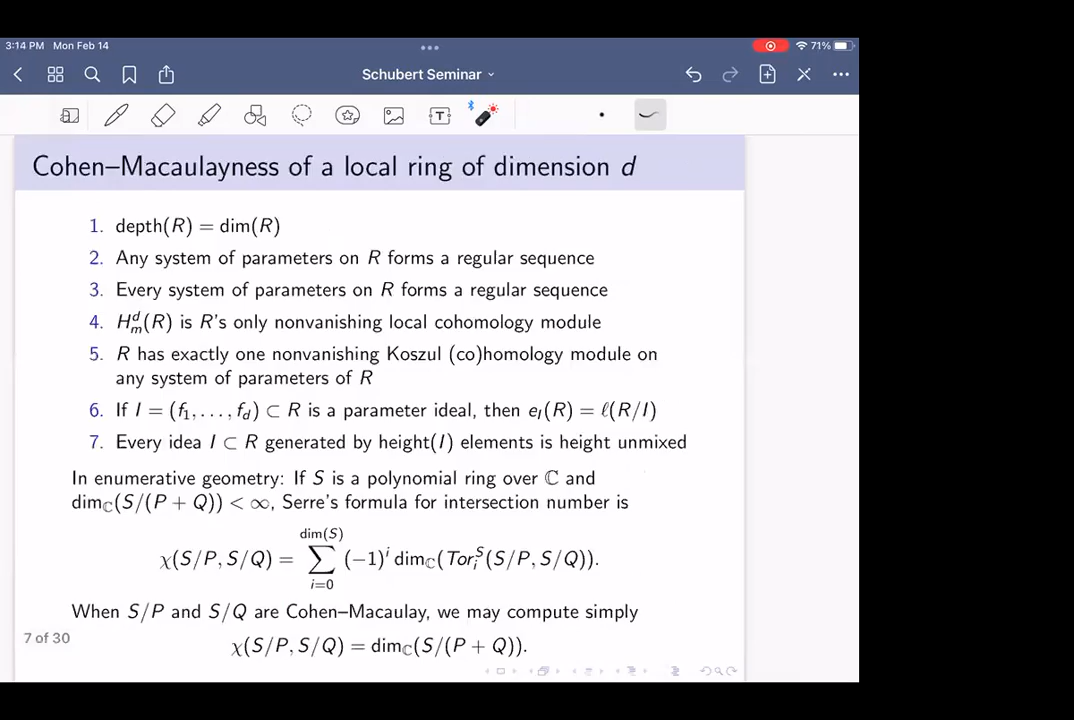 3:14 PM Mon Feb 14
71%
Schubert Seminar
T
Cohen–Macaulayness of a local ring of dimension d
1. depth(R) = dim(R)
2. Any system of parameters on R forms a regular sequence
3. Every system of parameters on R forms a regular sequence
4. H_m^d(R) is R's only nonvanishing local cohomology module
5. R has exactly one nonvanishing Koszul (co)homology module on
any system of parameters of R
6. If I = (f₁, . . . , f_d) ⊂ R is a parameter ideal, then e_I(R) = ℓ(R/I)
7. Every idea I ⊂ R generated by height(I) elements is height unmixed
In enumerative geometry: If S is a polynomial ring over ℂ and
dim_ℂ(S/(P + Q)) < ∞, Serre's formula for intersection number is
χ(S/P, S/Q) = ∑_{i=0}^{dim(S)} (−1)^i dim_ℂ(Tor_i^S(S/P, S/Q)).
When S/P and S/Q are Cohen–Macaulay, we may compute simply
χ(S/P, S/Q) = dim_ℂ(S/(P + Q)).
7 of 30